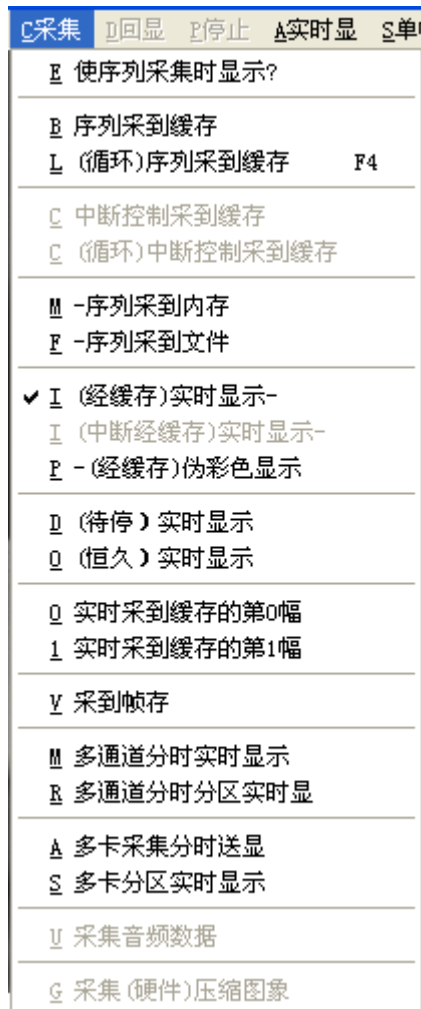 C采集 D回显 P停止 A实时显 S单
E 使序列采集时显示?
B 序列采到缓存
L (循环)序列采到缓存 F4
C 中断控制采到缓存
C (循环)中断控制采到缓存
M -序列采到内存
F -序列采到文件
✓ I (经缓存)实时显示-
I (中断经缓存)实时显示-
P -(经缓存)伪彩色显示
D (待停)实时显示
O (恒久)实时显示
0 实时采到缓存的第0幅
1 实时采到缓存的第1幅
V 采到帧存
M 多通道分时实时显示
R 多通道分时分区实时显
A 多卡采集分时送显
S 多卡分区实时显示
U 采集音频数据
G 采集(硬件)压缩图象